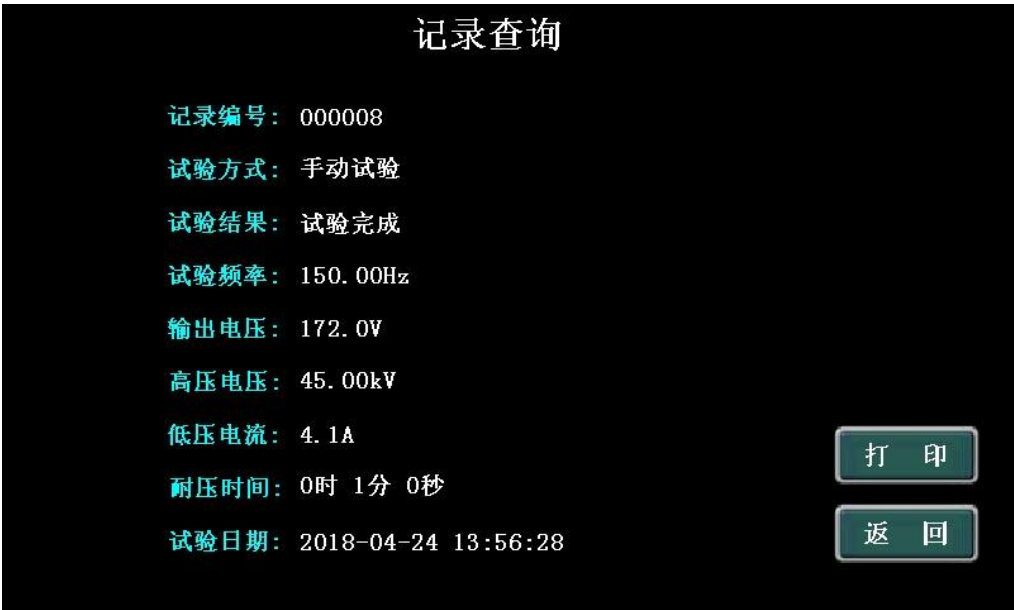 记录查询
记录编号: 000008
试验方式: 手动试验
试验结果: 试验完成
试验频率: 150.00Hz
输出电压: 172.0V
高压电压: 45.00kV
低压电流: 4.1A
耐压时间: 0时 1分 0秒
试验日期: 2018-04-24 13:56:28
打 印
返 回